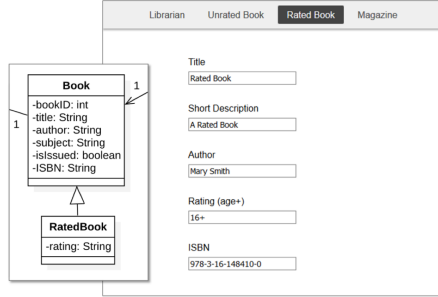 Librarian Unrated Book Rated Book Magazine
Title
Rated Book
Short Description
A Rated Book
Author
Mary Smith
Rating (age+)
16+
ISBN
978-3-16-148410-0
Book
1
1
-bookID: int
-title: String
-author: String
-subject: String
-isIssued: boolean
-ISBN: String
RatedBook
-rating: String